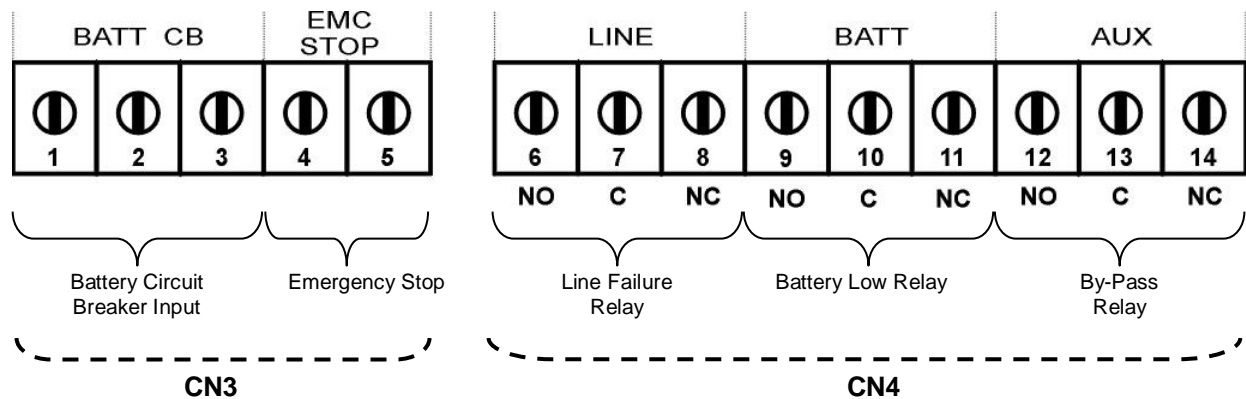 BATT CB
EMC STOP
LINE
BATT
AUX
1 2 3 4 5
6 7 8 9 10 11 12 13 14
NO C NC NO C NC NO C NC
Battery Circuit
Breaker Input
Emergency Stop
Line Failure
Relay
Battery Low Relay
By-Pass
Relay
CN3
CN4